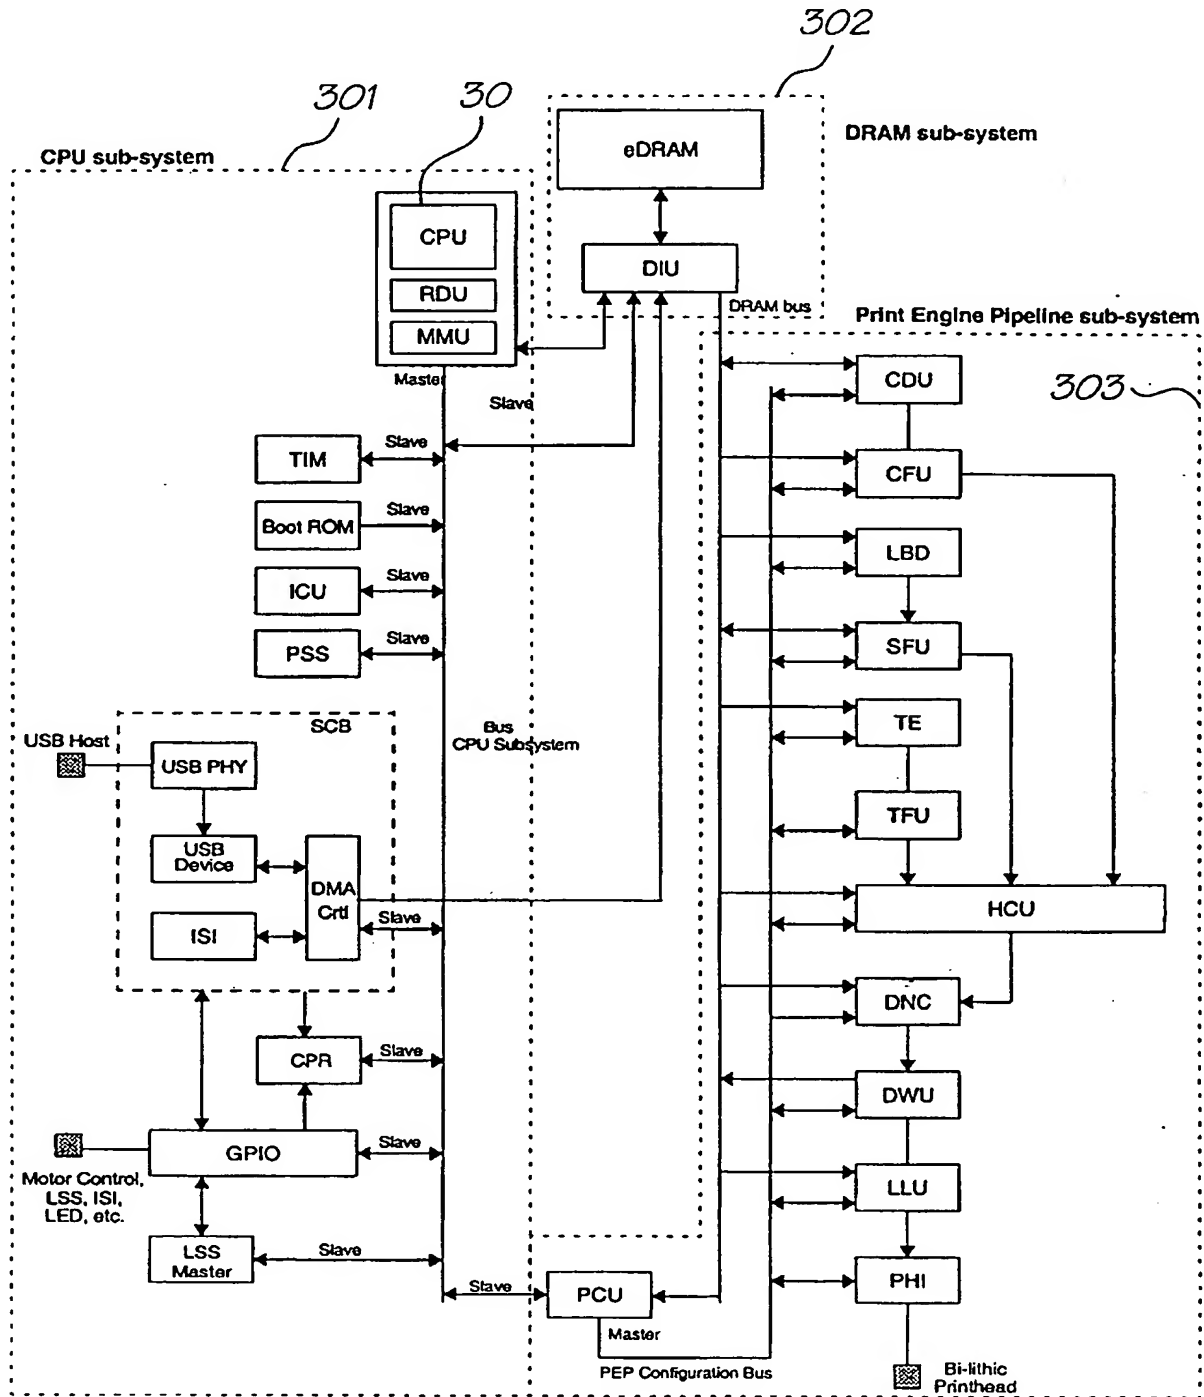 302
301
30
DRAM sub-system
CPU sub-system
eDRAM
CPU
DIU
RDU
DRAM bus
Print Engine Pipeline sub-system
MMU
Master
CDU
303
Slave
Slave
TIM
CFU
Slave
Boot ROM
LBD
Slave
ICU
Slave
PSS
SFU
SCB
Bus
CPU Subsystem
TE
USB Host
USB PHY
TFU
USB
Device
DMA
Crtl
HCU
Slave
ISI
DNC
CPR
Slave
DWU
GPIO
Slave
Motor Control,
LSS, ISI,
LED, etc.
LLU
LSS
Master
Slave
PHI
Slave
PCU
Master
PEP Configuration Bus
Bi-lithic
Printhead